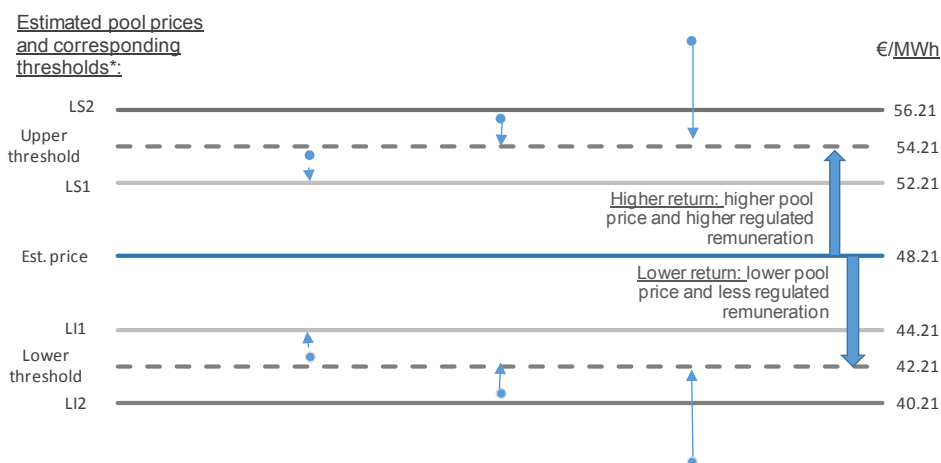 Estimated pool prices
and corresponding
thresholds*:
€/MWh
LS2
56.21
Upper
threshold
54.21
LS1
52.21
Higher return: higher pool
price and higher regulated
remuneration
Est. price
48.21
Lower return: lower pool
price and less regulated
remuneration
LI1
44.21
Lower
threshold
42.21
LI2
40.21